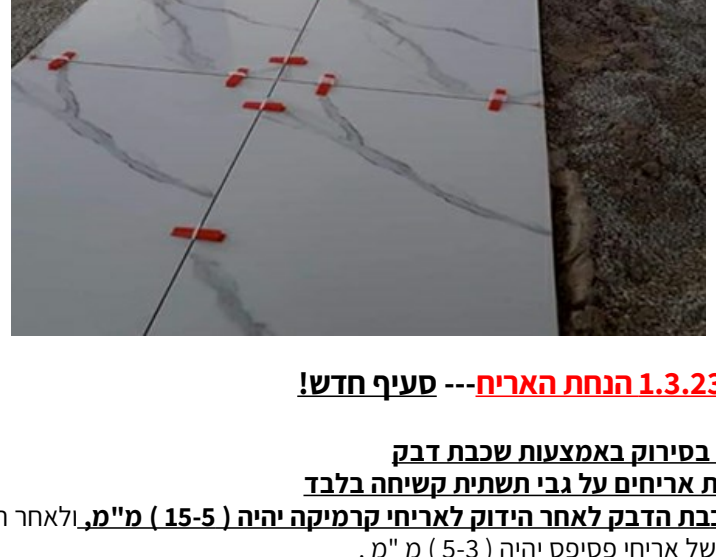 1.3.23 הנחת האריח --- סעיף חדש!
בסירוק באמצעות שכבת דבק
אריחים על גבי תשתית קשיחה בלבד
הדבק לאחר הידוק לאריחי קרמיקה יהיה ( 15-5 ) מ"מ, ולאחר
של אריחי פסיפס יהיה ( 5-3 ) מ "מ .